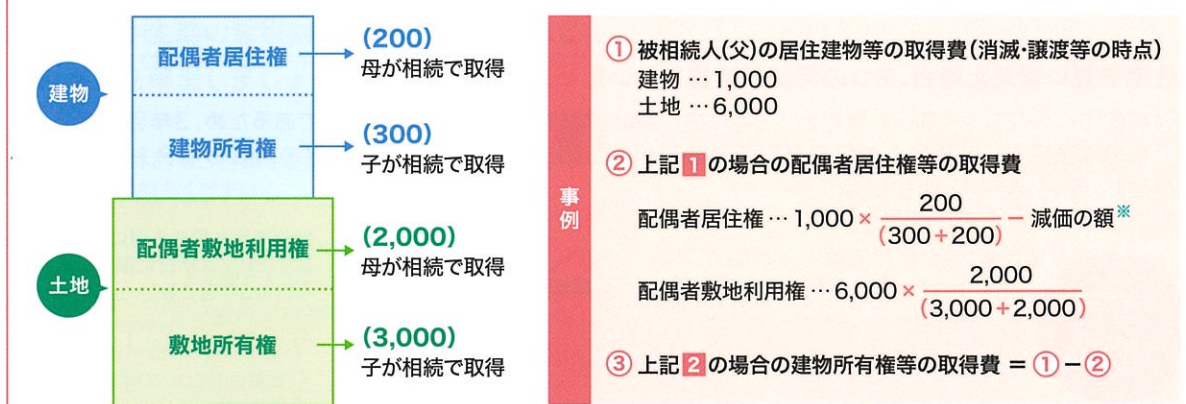 建物
配偶者居住権
(200)
母が相続で取得
建物所有権
(300)
子が相続で取得
土地
配偶者敷地利用権
(2,000)
母が相続で取得
敷地所有権
(3,000)
子が相続で取得
事例
① 被相続人(父)の居住建物等の取得費(消滅・譲渡等の時点)
建物 … 1,000
土地 … 6,000
② 上記 1 の場合の配偶者居住権等の取得費
配偶者居住権 … 1,000 × 200 / (300+200) − 減価の額※
配偶者敷地利用権 … 6,000 × 2,000 / (3,000+2,000)
③ 上記 2 の場合の建物所有権等の取得費 = ① − ②